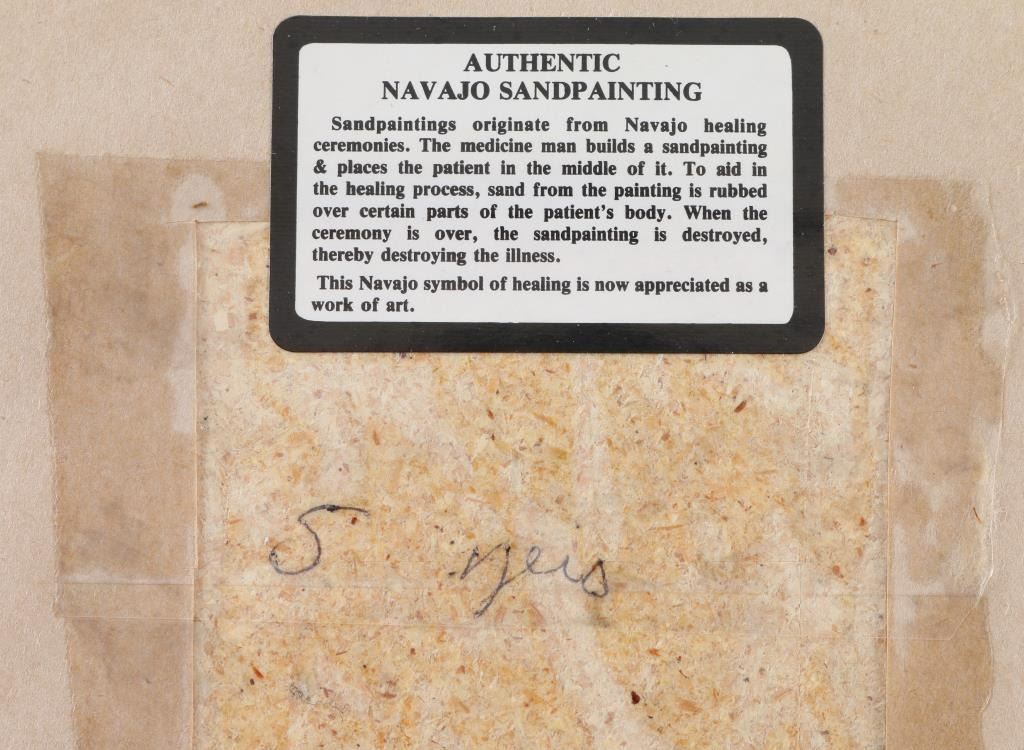 AUTHENTIC
NAVAJO SANDPAINTING
Sandpaintings originate from Navajo healing
ceremonies. The medicine man builds a sandpainting
& places the patient in the middle of it. To aid in
the healing process, sand from the painting is rubbed
over certain parts of the patient's body. When the
ceremony is over, the sandpainting is destroyed,
thereby destroying the illness.
This Navajo symbol of healing is now appreciated as a
work of art.
5 yeis